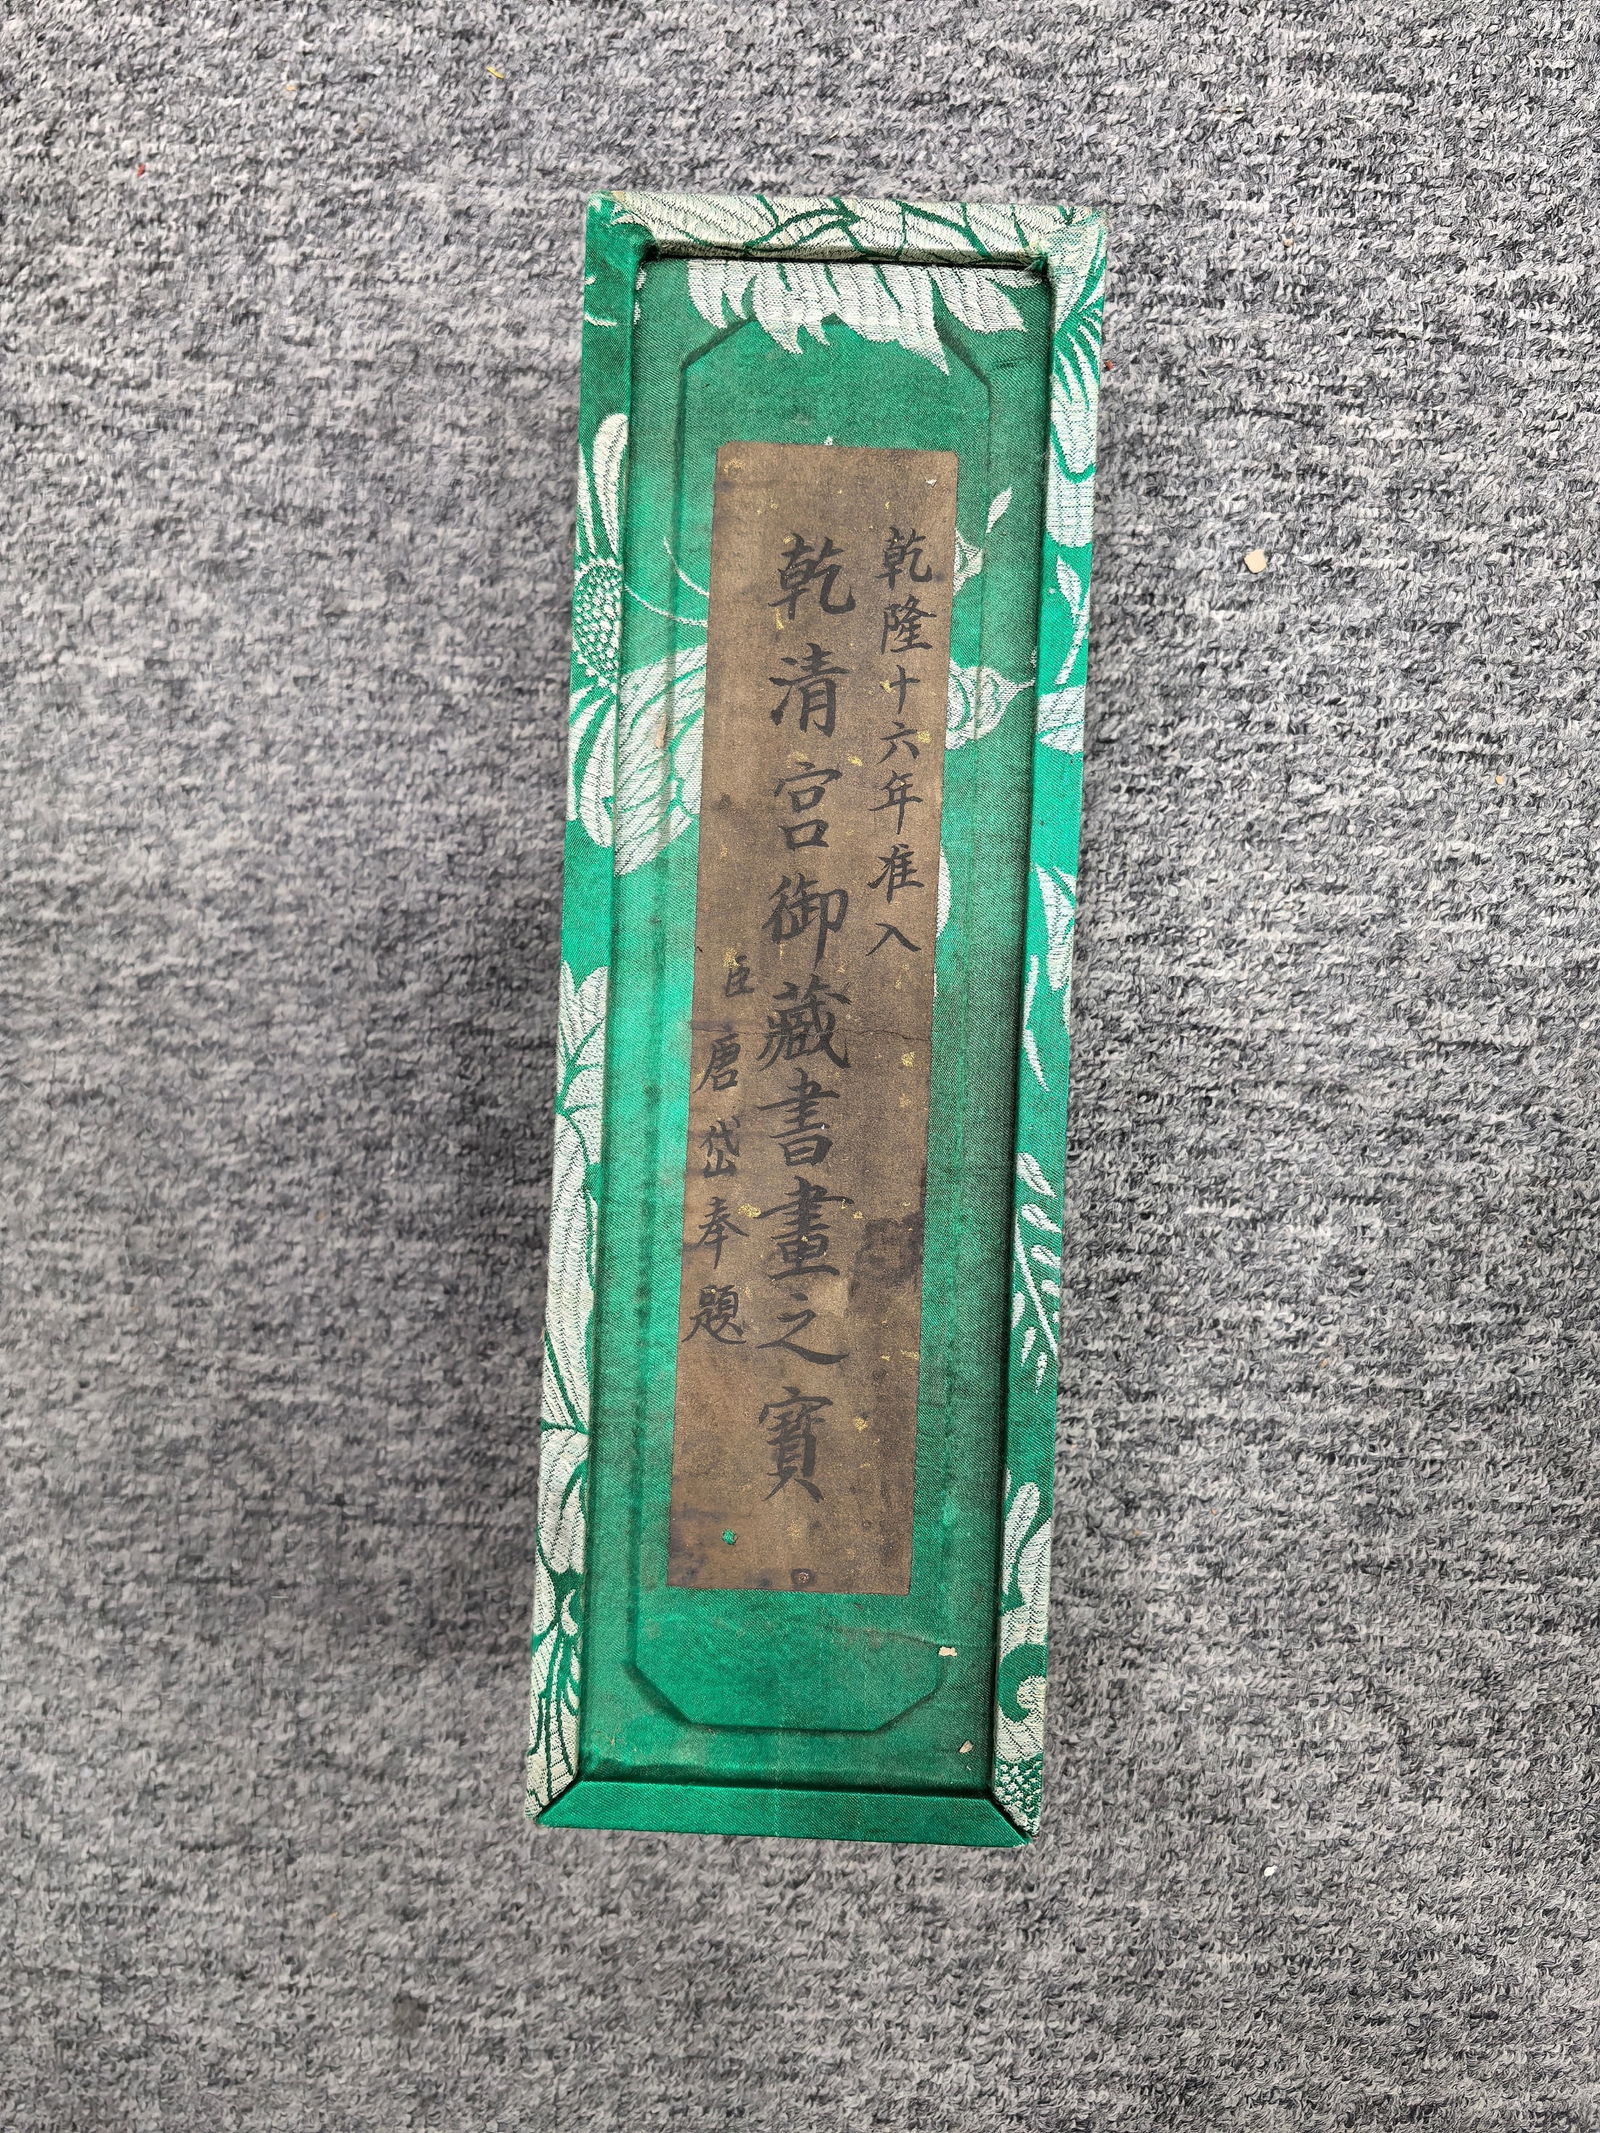 乾隆十六年准入
乾清宮御藏書畫之寶
臣唐岱奉題